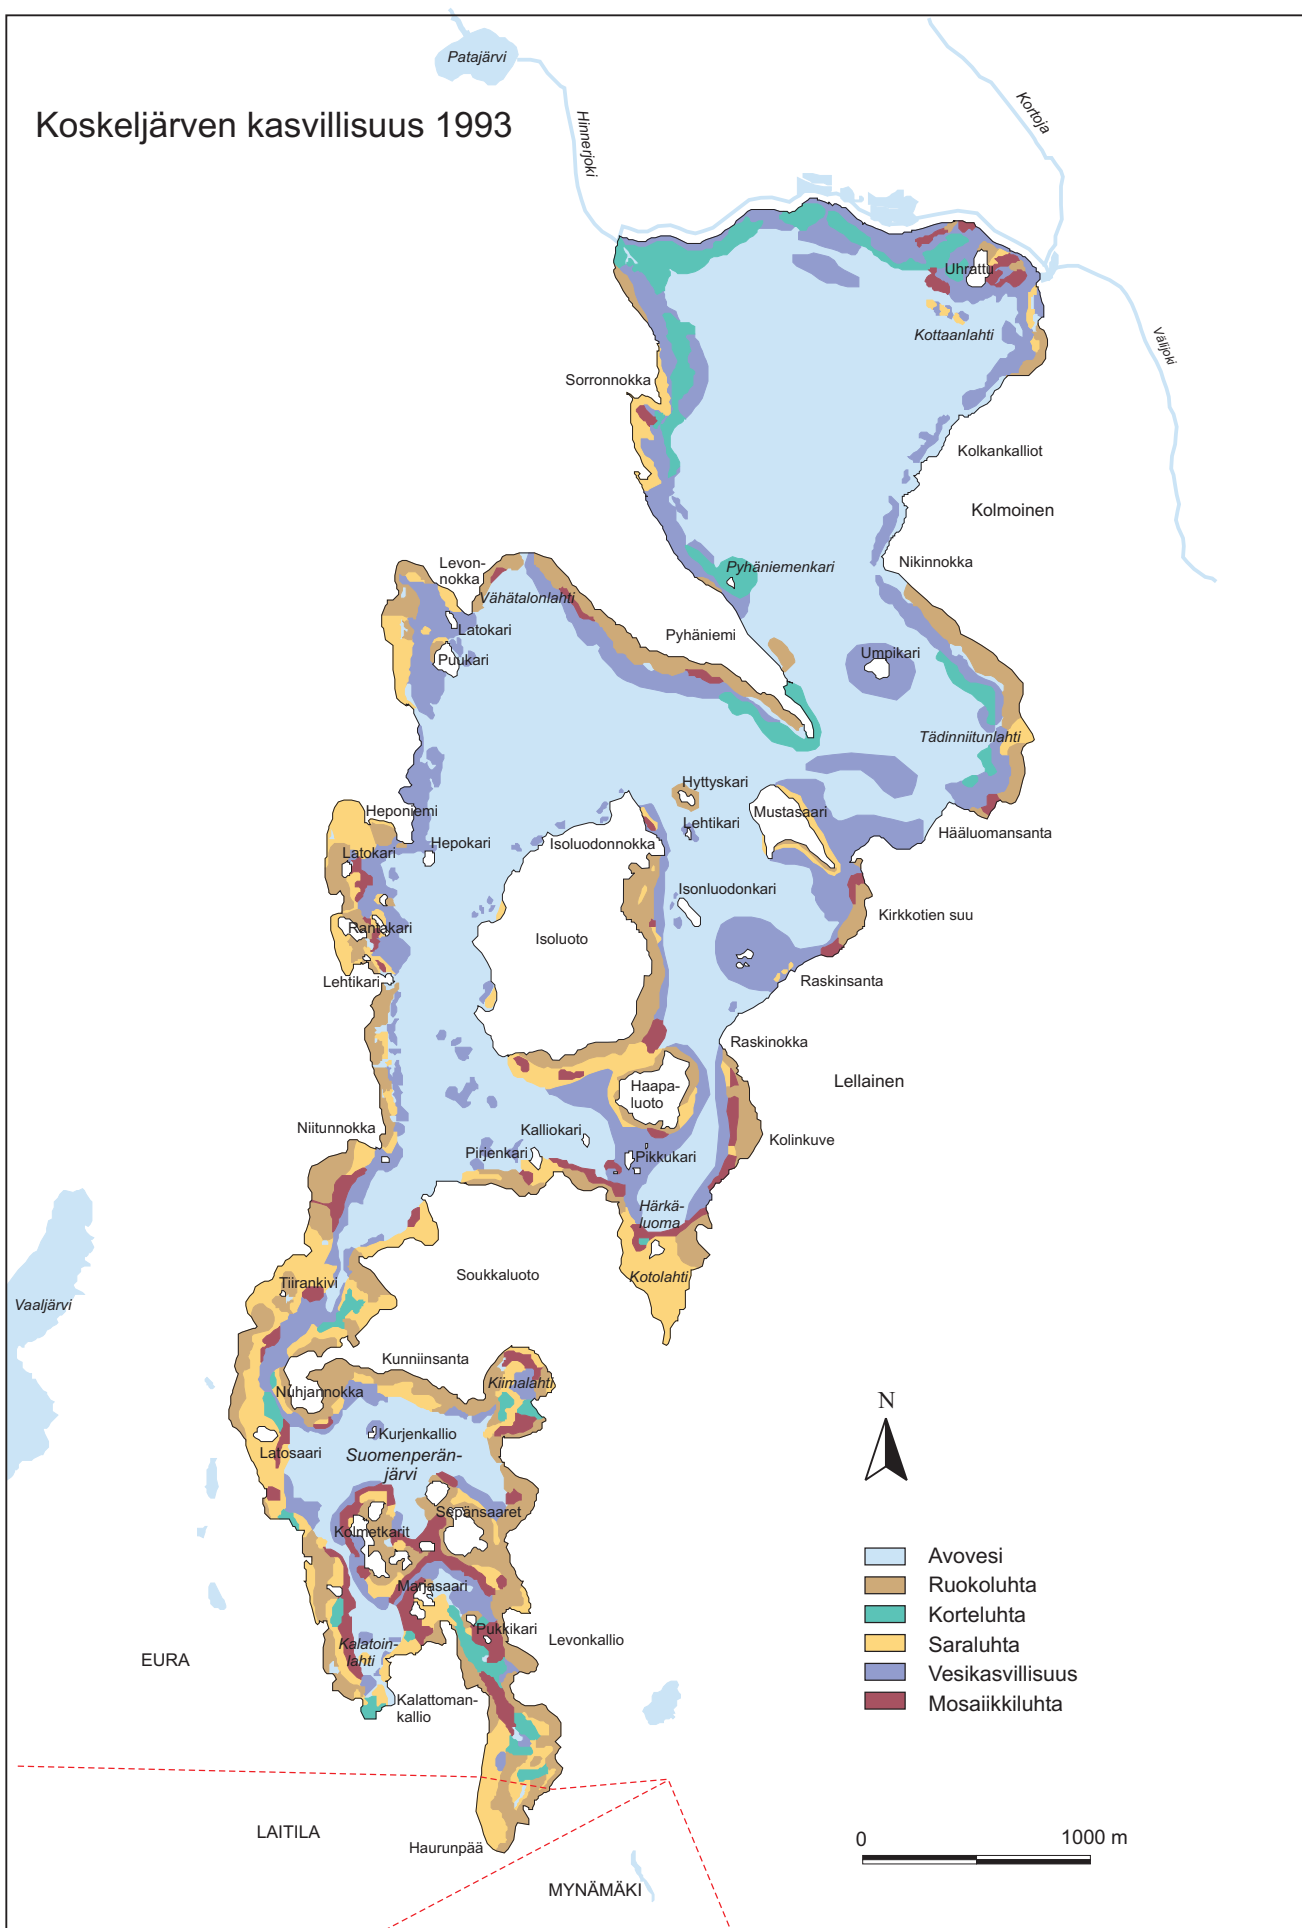 Patajärvi
Koskeljärven kasvillisuus 1993
Hinnerjoki
Kortoja
Uhrattu
Kottaanlahti
Välijoki
Sorronnokka
Kolkankalliot
Kolmoinen
Nikinnokka
Pyhäniemenkari
Levon-
nokka
Vähätalonlahti
Latokari
Puukari
Pyhäniemi
Umpikari
Tädinniitunlahti
Hyttyskari
Heponiemi
Mustasaari
Lehtikari
Hääluomansanta
Hepokari
Isoluodonnokka
Latokari
Isonluodonkari
Kirkkotien suu
Rantakari
Isoluoto
Lehtikari
Raskinsanta
Raskinokka
Lellainen
Haapa-
luoto
Niitunnokka
Kalliokari
Kolinkuve
Pirjenkari
Pikkukari
Härkä-
luoma
Soukkaluoto
Kotolahti
Tiirankivi
Vaaljärvi
Kunniinsanta
Kiimalahti
Nuhjannokka
Kurjenkallio
Latosaari
Suomenperän-
järvi
Sepänsaaret
Kolmetkarit
Marjasaari
Pukkikari
Levonkallio
Kalatoin-
lahti
EURA
Kalattoman-
kallio
N
Avovesi
Ruokoluhta
Korteluhta
Saraluhta
Vesikasvillisuus
Mosaiikkiluhta
LAITILA
Haurunpää
MYNÄMÄKI
0 1000 m